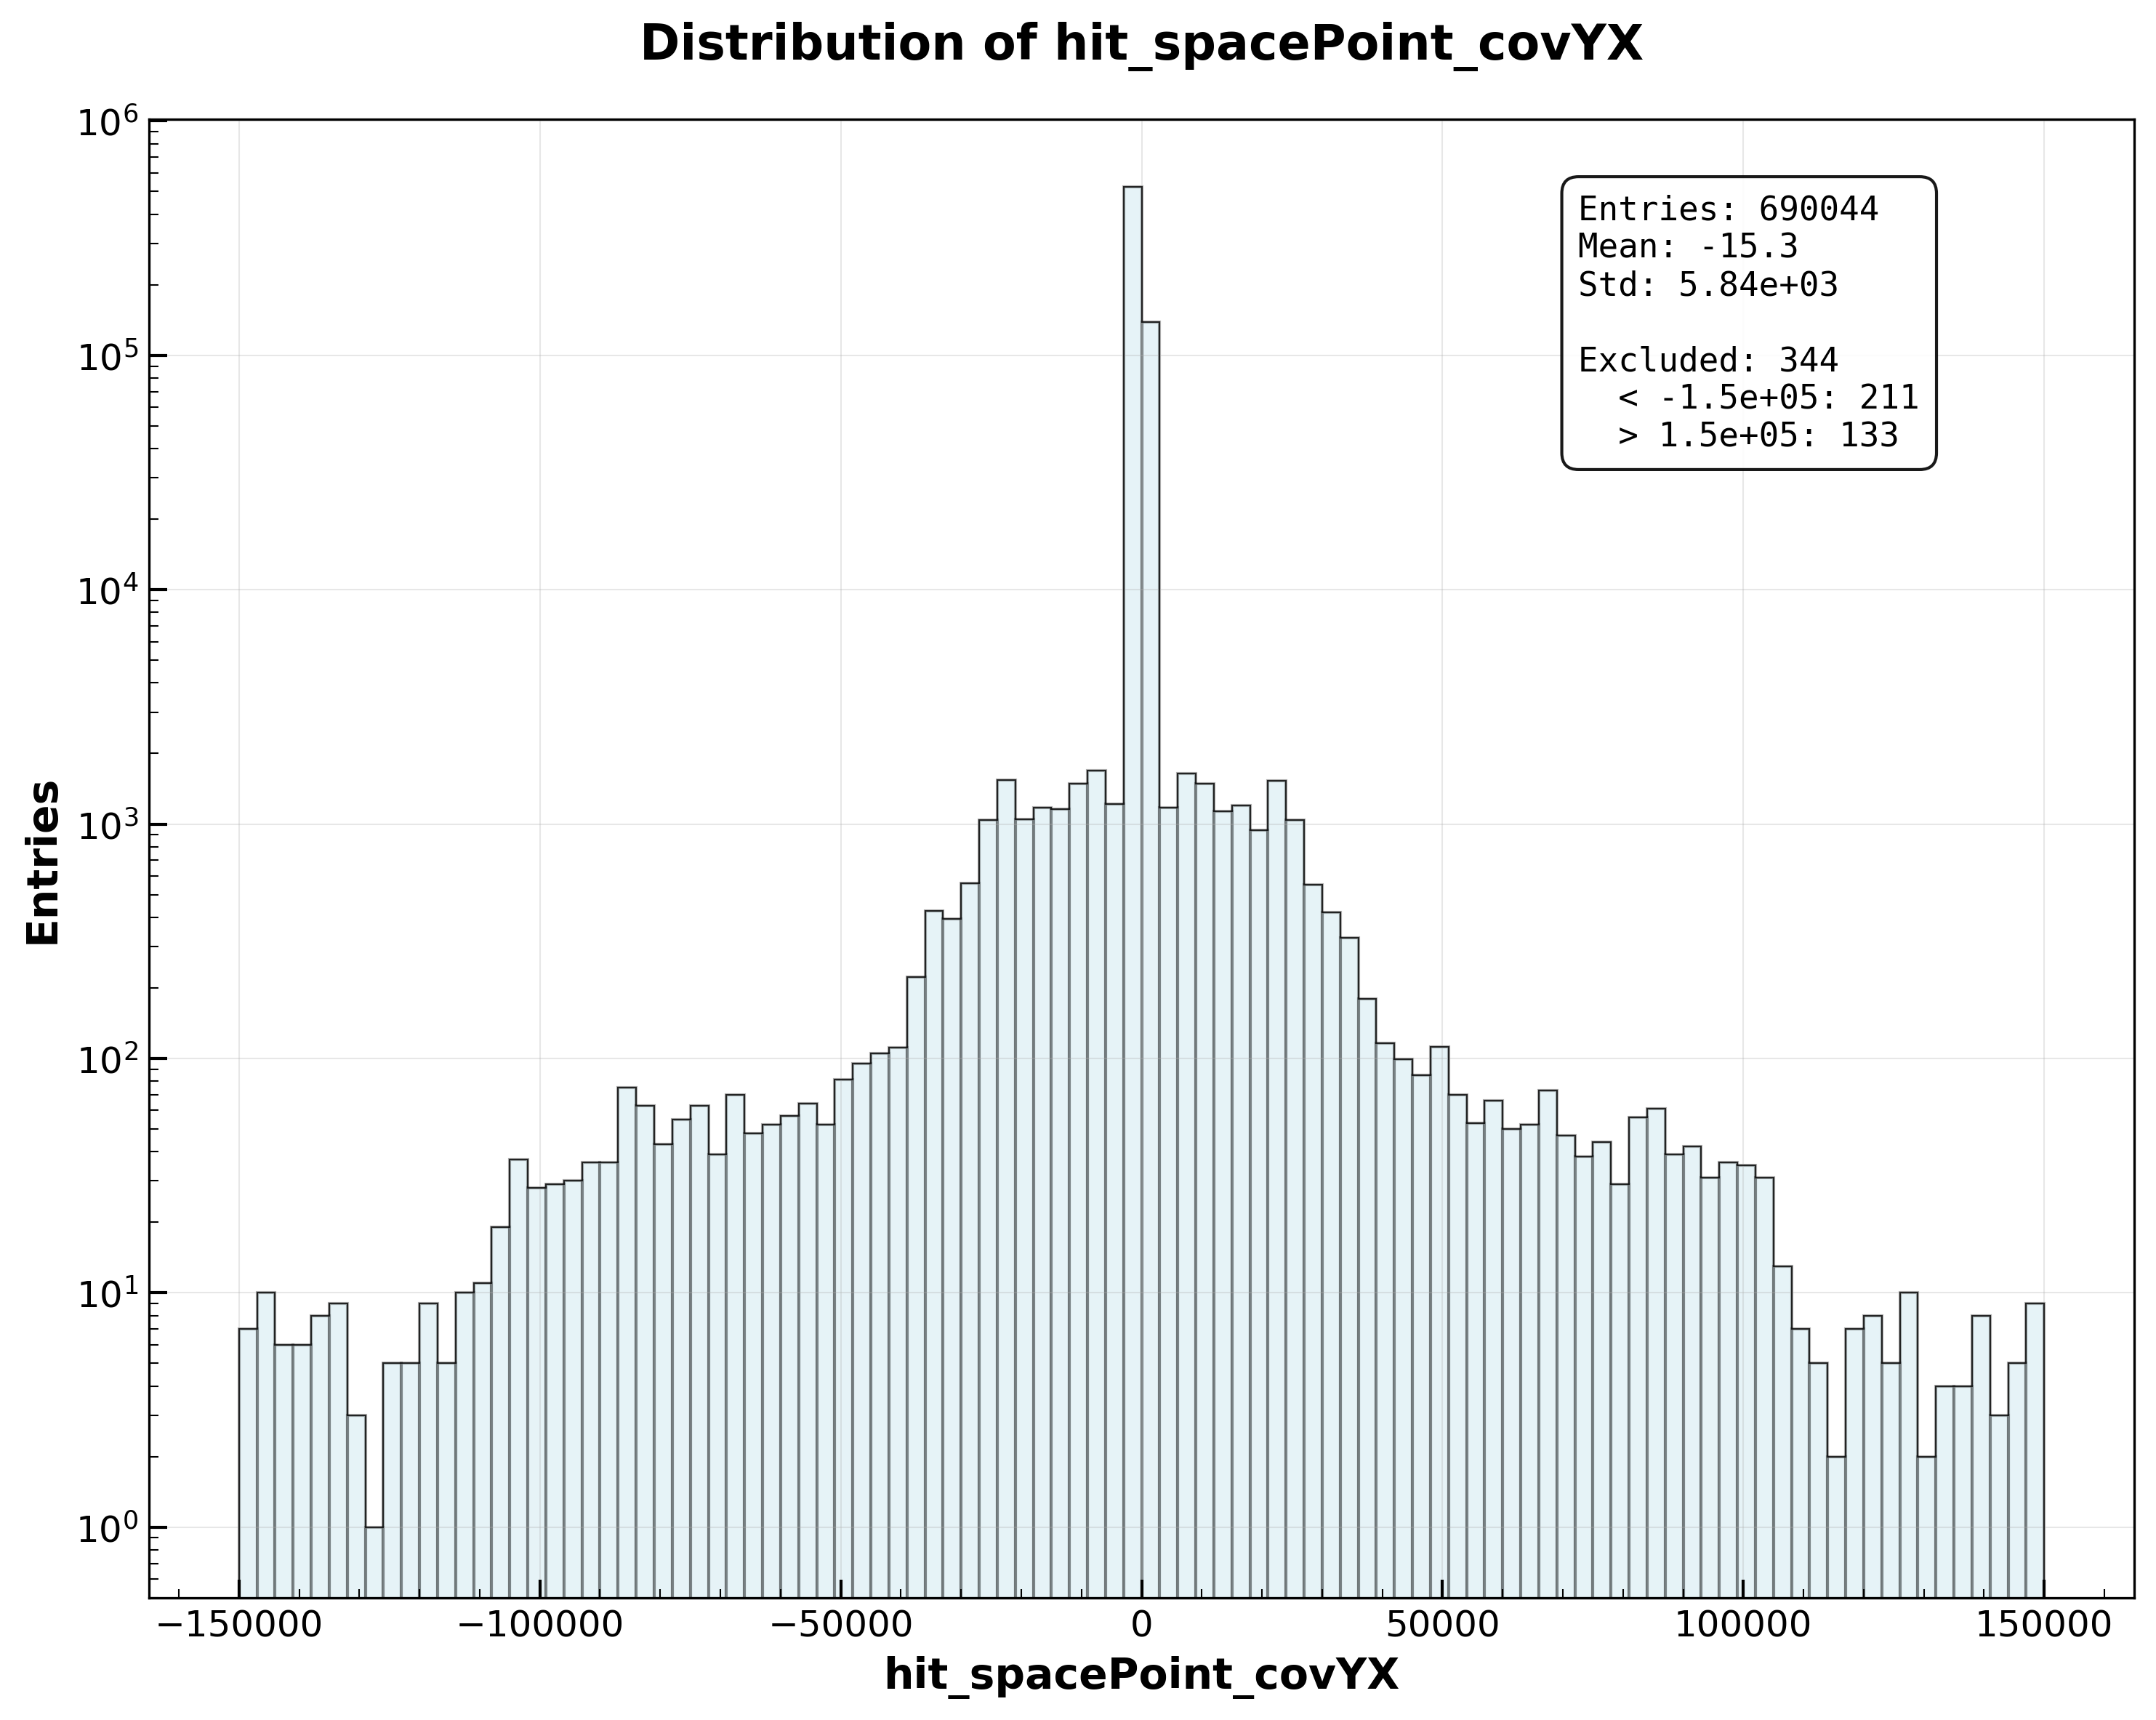 Distribution of hit_spacePoint_covYX
10^6
10^5
10^4
10^3
10^2
10^1
10^0
Entries
Entries: 690044
Mean: -15.3
Std: 5.84e+03
Excluded: 344
< -1.5e+05: 211
> 1.5e+05: 133
−150000 −100000 −50000 0 50000 100000 150000
hit_spacePoint_covYX